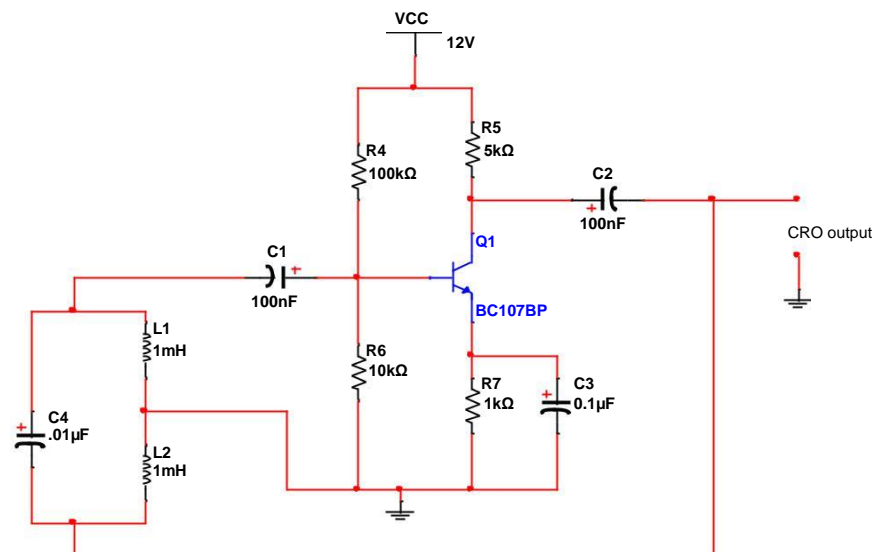 VCC
12V
R4
100kΩ
R5
5kΩ
C2
+
100nF
CRO output
Q1
C1
+
100nF
BC107BP
L1
1mH
R6
10kΩ
R7
1kΩ
C3
+
0.1µF
C4
+
.01µF
L2
1mH